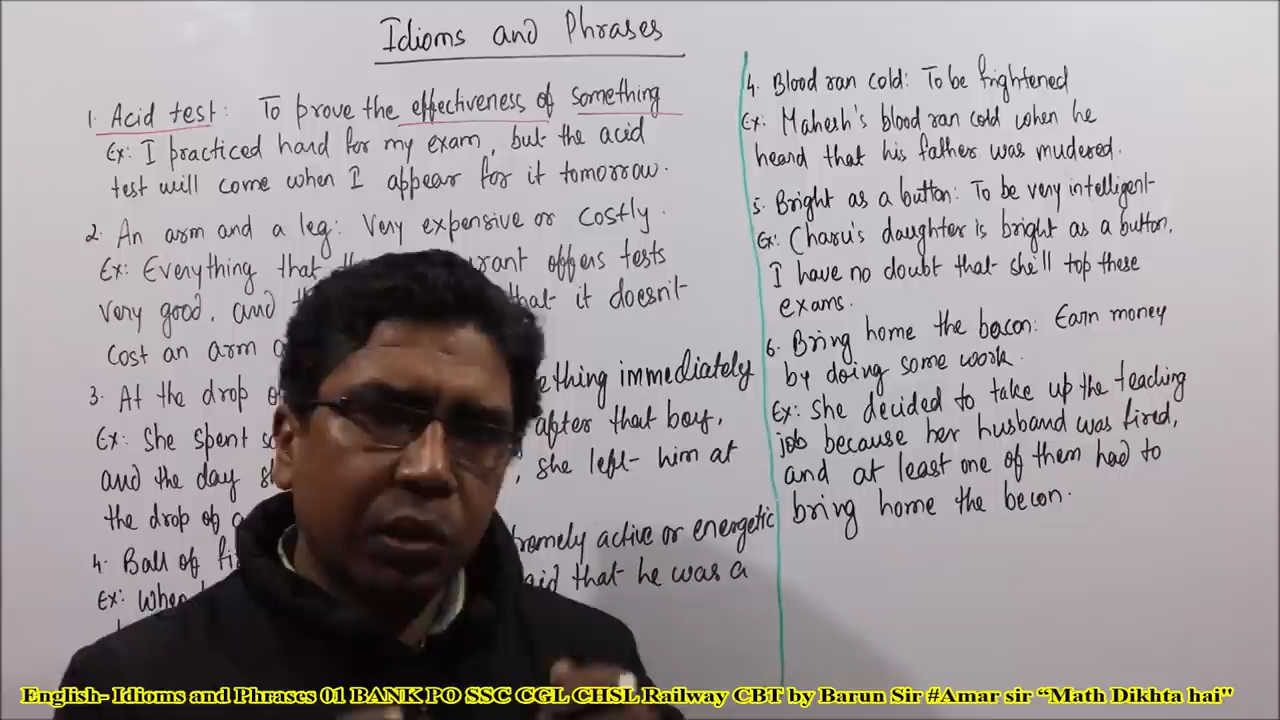 Idioms and Phrases
1. Acid test: To prove the effectiveness of something
Ex: I practiced hard for my exam, but the acid
test will come when I appear for it tomorrow.
2. An arm and a leg: Very expensive or costly.
Ex: Everything that urant offers tests
very good, and that it doesn't
cost an arm
3. At the drop ething immediately
Ex: She spent after that boy,
and the day , she left him at
the drop of
4. Ball of tremely active or energetic
Ex: When aid that he was a
4. Blood ran cold: To be frightened
Ex: Mahesh's blood ran cold when he
heard that his father was mudered.
5. Bright as a button: To be very intelligent
Ex: Charu's daughter is bright as a button.
I have no doubt that she'll top these
exams.
6. Bring home the bacon: Earn money
by doing some work.
Ex: She decided to take up the teaching
job because her husband was fired,
and at least one of them had to
bring home the becon.
English- Idioms and Phrases 01 BANK PO SSC CGL CHSL Railway CBT by Barun Sir #Amar sir “Math Dikhta hai"